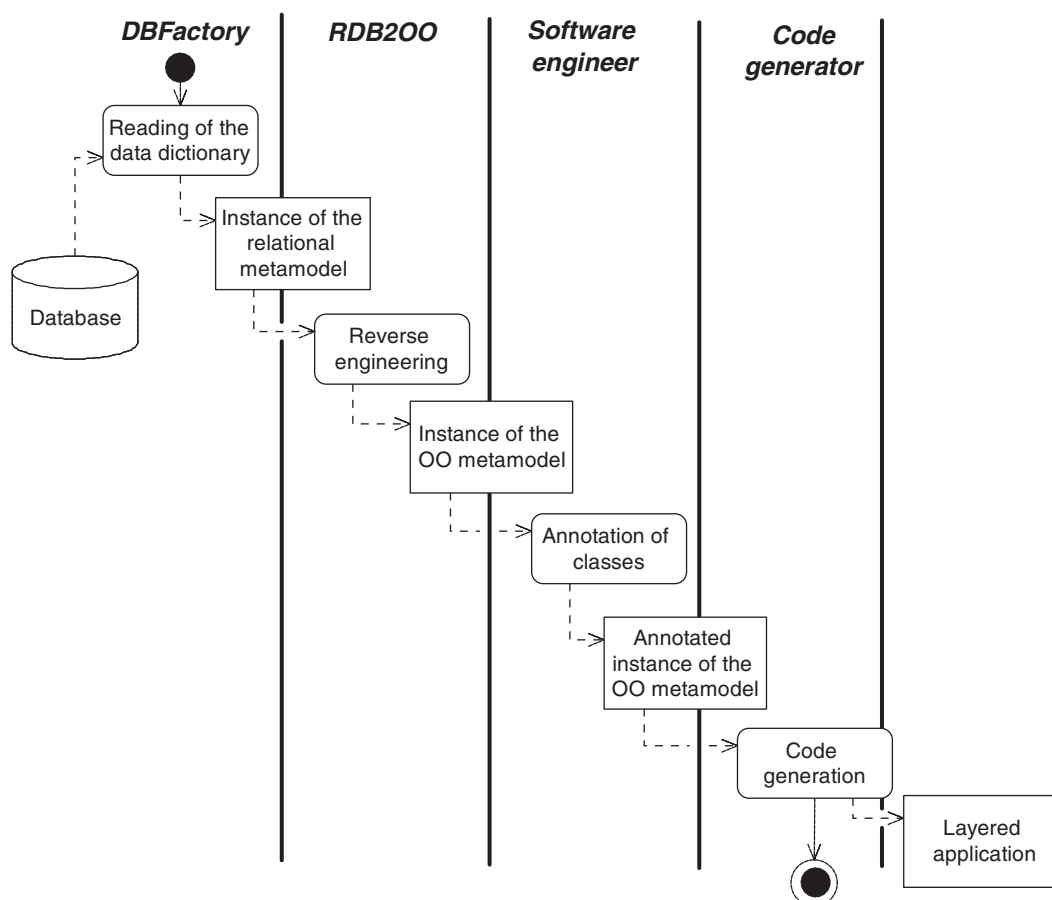 DBFactory
RDB2OO
Software
engineer
Code
generator
Reading of the
data dictionary
Instance of the
relational
metamodel
Database
Reverse
engineering
Instance of the
OO metamodel
Annotation of
classes
Annotated
instance of the
OO metamodel
Code
generation
Layered
application